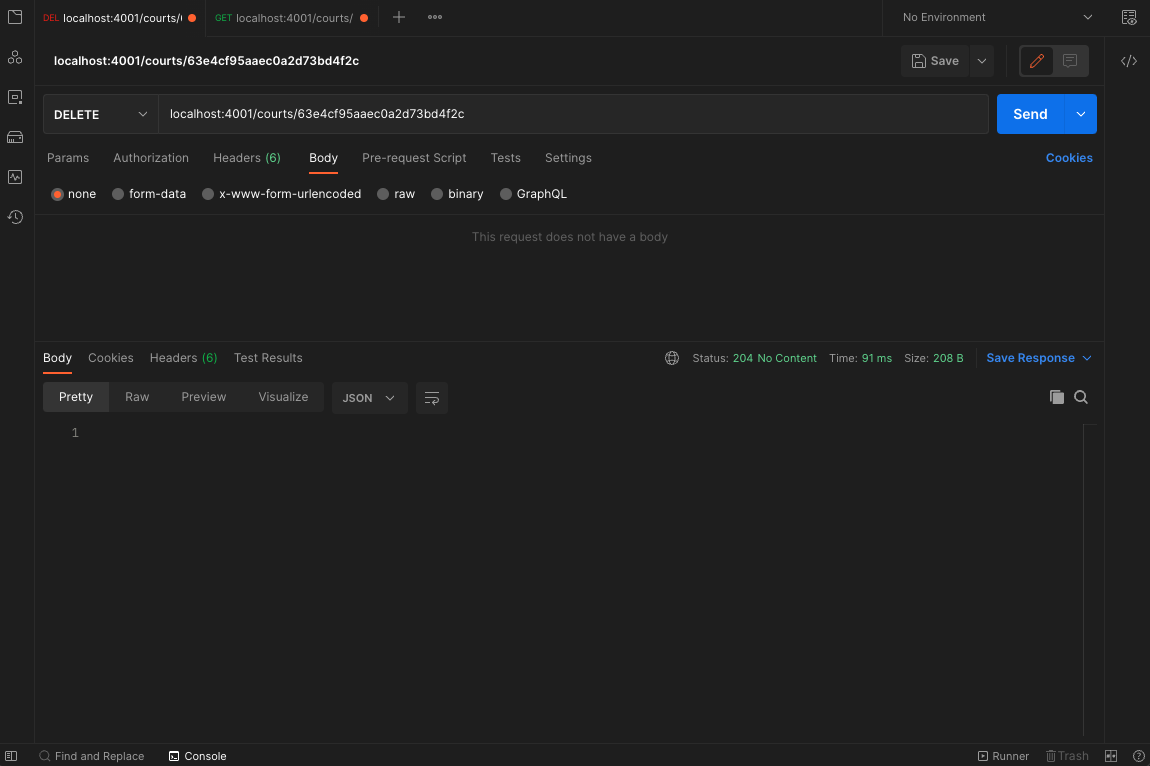 DEL localhost:4001/courts/ GET localhost:4001/courts/ No Environment
localhost:4001/courts/63e4cf95aaec0a2d73bd4f2c Save
DELETE localhost:4001/courts/63e4cf95aaec0a2d73bd4f2c Send
Params Authorization Headers (6) Body Pre-request Script Tests Settings Cookies
none form-data x-www-form-urlencoded raw binary GraphQL
This request does not have a body
Body Cookies Headers (6) Test Results Status: 204 No Content Time: 91 ms Size: 208 B Save Response
Pretty Raw Preview Visualize JSON
1
Find and Replace Console Runner Trash